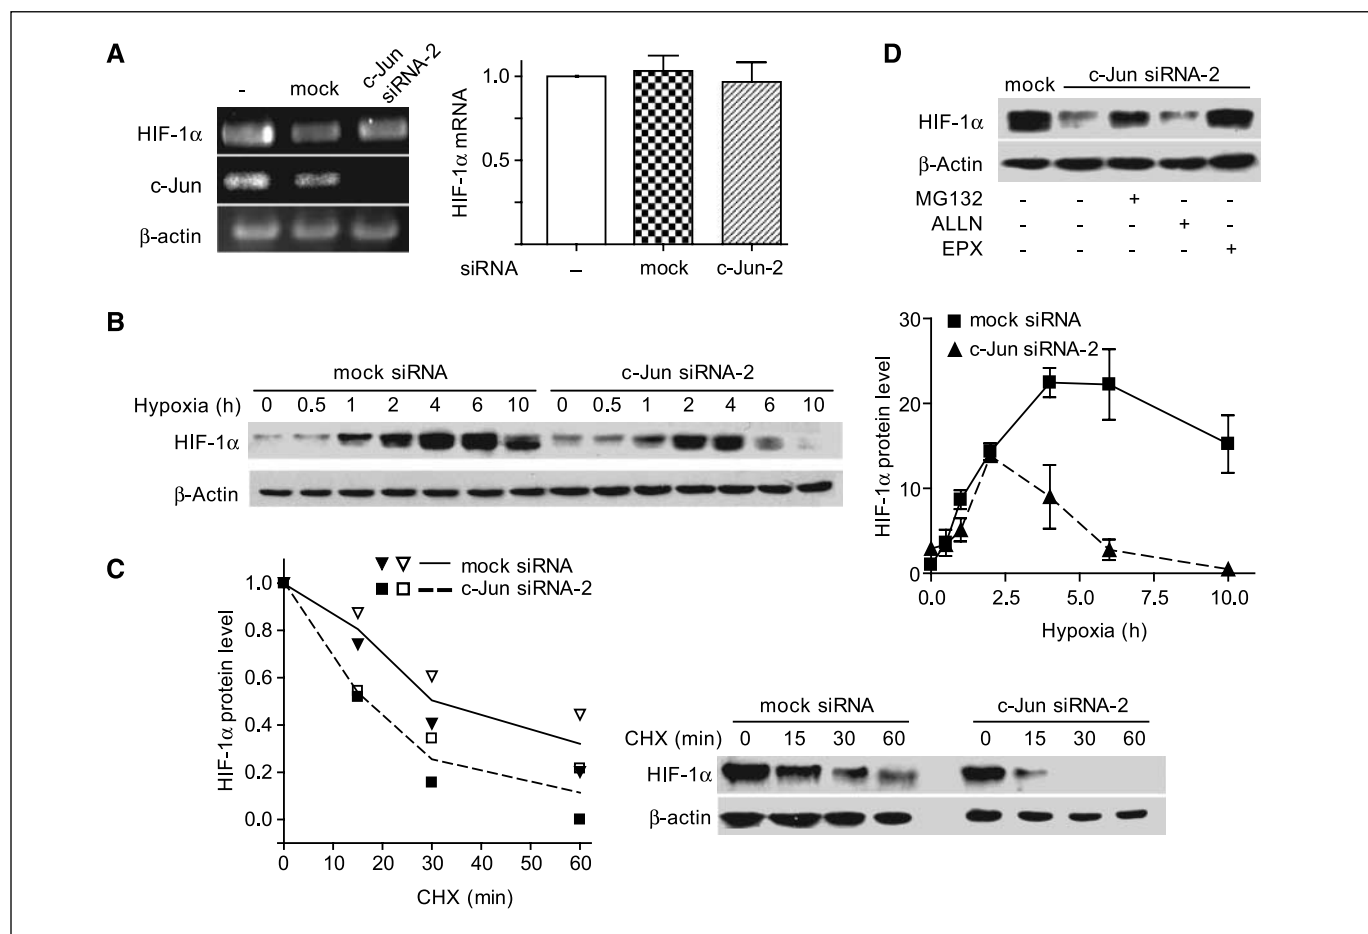 A
- mock c-Jun siRNA-2
HIF-1α
c-Jun
β-actin
HIF-1α mRNA
1.0
0.5
siRNA – mock c-Jun-2
B
mock siRNA c-Jun siRNA-2
Hypoxia (h) 0 0.5 1 2 4 6 10 0 0.5 1 2 4 6 10
HIF-1α
β-Actin
mock siRNA
c-Jun siRNA-2
HIF-1α protein level
30
20
10
0
0.0 2.5 5.0 7.5 10.0
Hypoxia (h)
C
mock siRNA
c-Jun siRNA-2
HIF-1α protein level
1.0
0.8
0.6
0.4
0.2
0.0
0 10 20 30 40 50 60
CHX (min)
mock siRNA c-Jun siRNA-2
CHX (min) 0 15 30 60 0 15 30 60
HIF-1α
β-actin
D
mock c-Jun siRNA-2
HIF-1α
β-Actin
MG132 - - + - -
ALLN - - - + -
EPX - - - - +